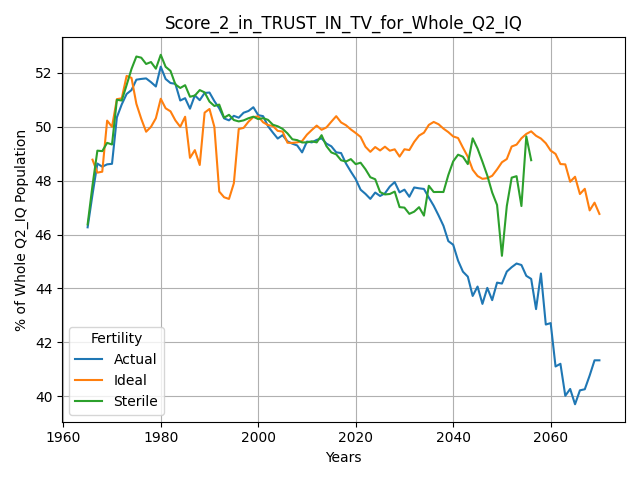 Score_2_in_TRUST_IN_TV_for_Whole_Q2_IQ
% of Whole Q2_IQ Population
52
50
48
46
44
42
40
Fertility
Actual
Ideal
Sterile
1960 1980 2000 2020 2040 2060
Years